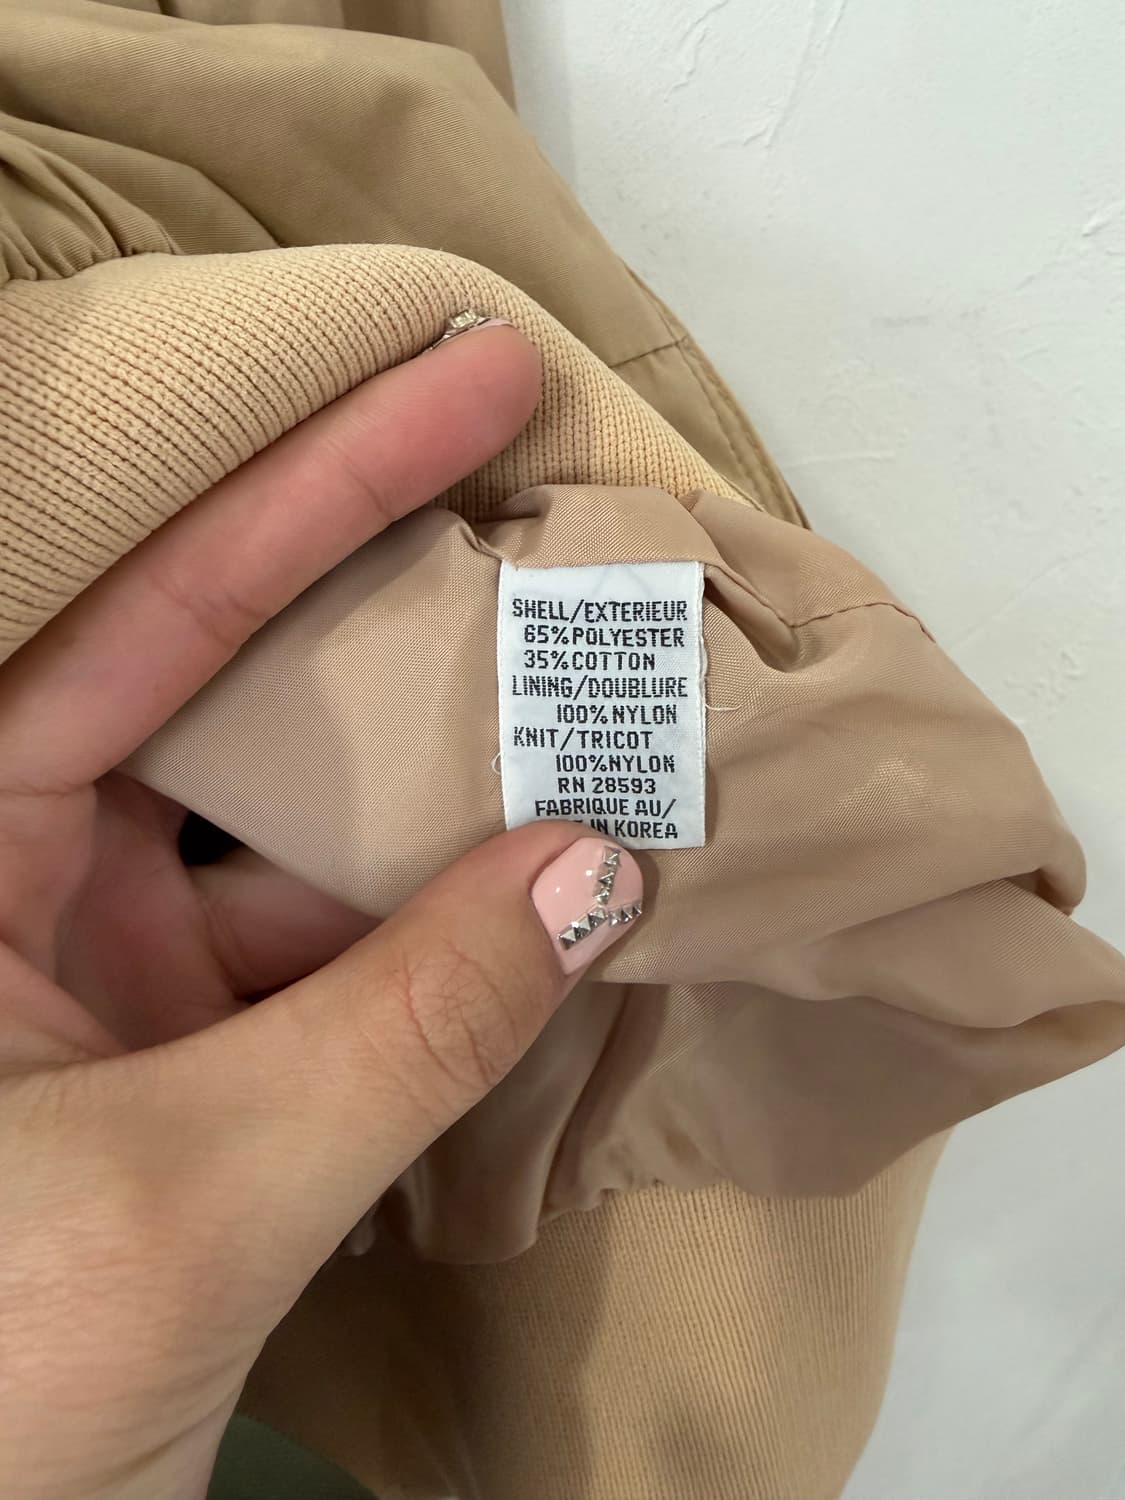 SHELL/EXTERIEUR
65%POLYESTER
35%COTTON
LINING/DOUBLURE
100%NYLON
KNIT/TRICOT
100%NYLON
RN 28593
FABRIQUE AU/
IN KOREA